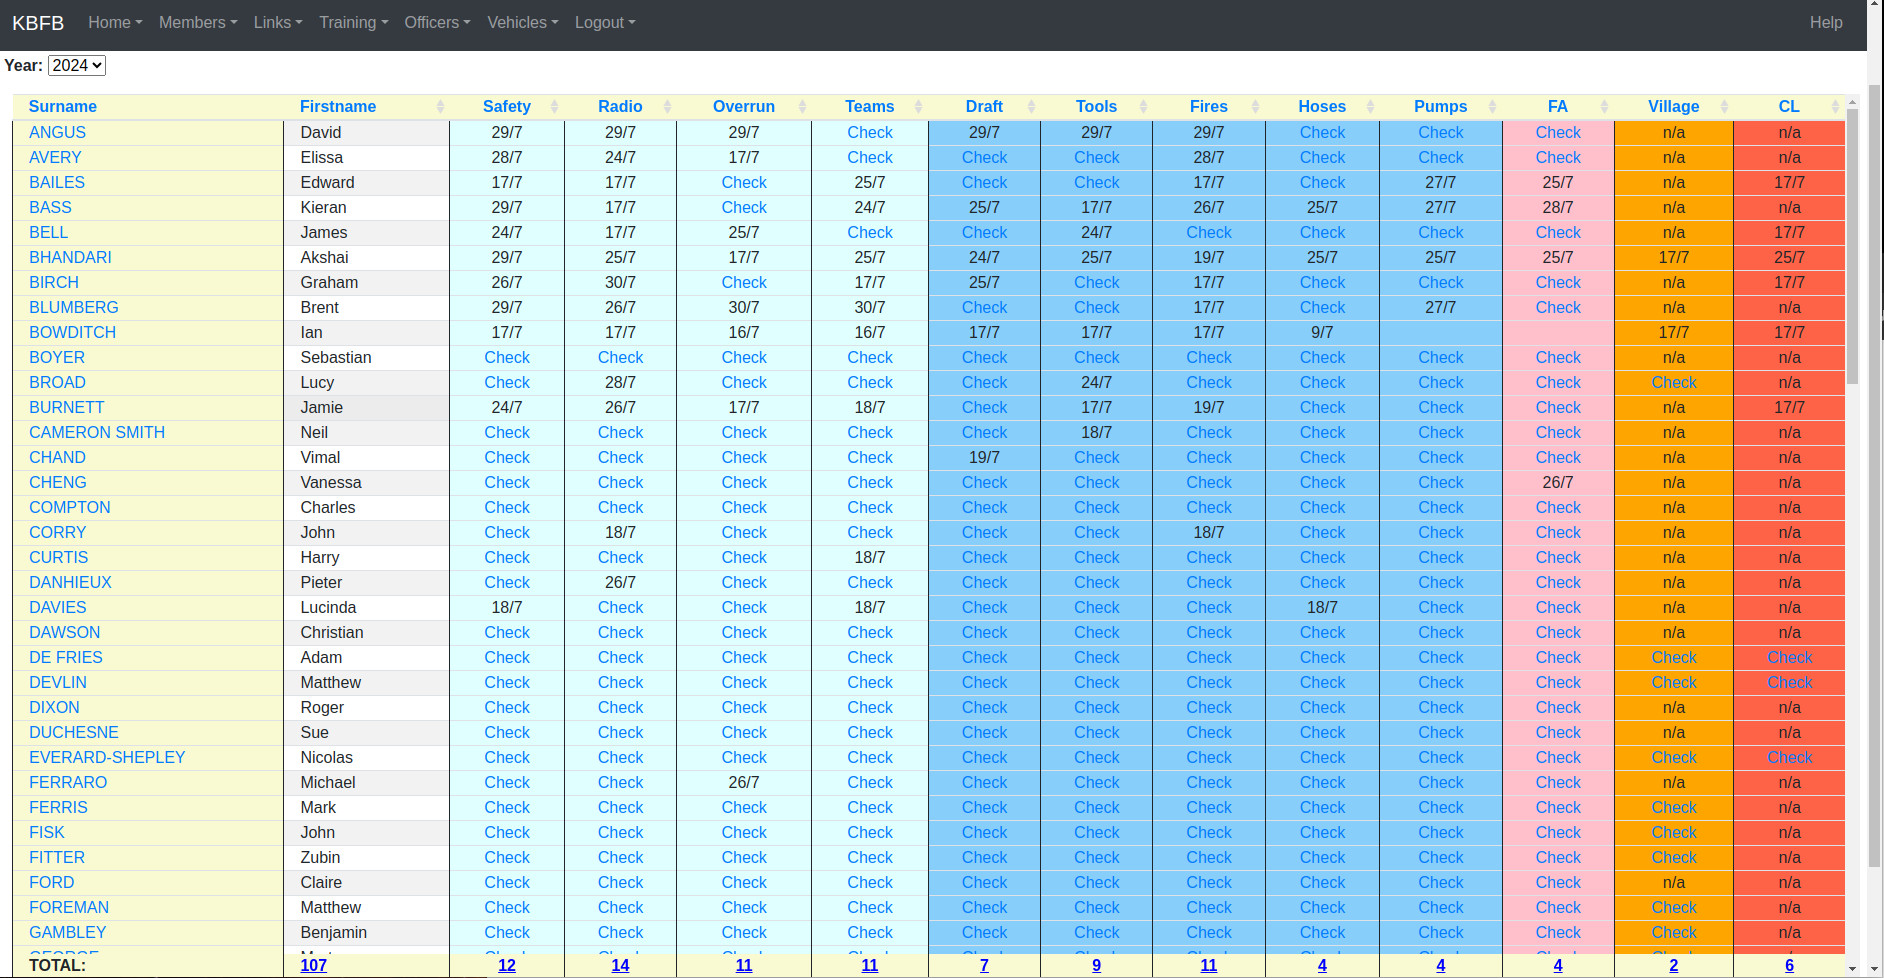 KBFB Home Members Links Training Officers Vehicles Logout Help
Year: 2024
Surname Firstname Safety Radio Overrun Teams Draft Tools Fires Hoses Pumps FA Village CL
ANGUS David 29/7 29/7 29/7 Check 29/7 29/7 29/7 Check Check Check n/a n/a
AVERY Elissa 28/7 24/7 17/7 Check Check Check 28/7 Check Check Check n/a n/a
BAILES Edward 17/7 17/7 Check 25/7 Check Check 17/7 Check 27/7 25/7 n/a 17/7
BASS Kieran 29/7 17/7 Check 24/7 25/7 17/7 26/7 25/7 27/7 28/7 n/a n/a
BELL James 24/7 17/7 25/7 Check Check 24/7 Check Check Check Check n/a 17/7
BHANDARI Akshai 29/7 25/7 17/7 25/7 24/7 25/7 19/7 25/7 25/7 25/7 17/7 25/7
BIRCH Graham 26/7 30/7 Check 17/7 25/7 Check 17/7 Check Check Check n/a 17/7
BLUMBERG Brent 29/7 26/7 30/7 30/7 Check Check 17/7 Check 27/7 Check n/a n/a
BOWDITCH Ian 17/7 17/7 16/7 16/7 17/7 17/7 17/7 9/7 17/7 17/7
BOYER Sebastian Check Check Check Check Check Check Check Check Check Check n/a n/a
BROAD Lucy Check 28/7 Check Check Check 24/7 Check Check Check Check Check n/a
BURNETT Jamie 24/7 26/7 17/7 18/7 Check 17/7 19/7 Check Check Check n/a 17/7
CAMERON SMITH Neil Check Check Check Check Check 18/7 Check Check Check Check n/a n/a
CHAND Vimal Check Check Check Check 19/7 Check Check Check Check Check n/a n/a
CHENG Vanessa Check Check Check Check Check Check Check Check Check 26/7 n/a n/a
COMPTON Charles Check Check Check Check Check Check Check Check Check Check n/a n/a
CORRY John Check 18/7 Check Check Check Check 18/7 Check Check Check n/a n/a
CURTIS Harry Check Check Check 18/7 Check Check Check Check Check Check n/a n/a
DANHIEUX Pieter Check 26/7 Check Check Check Check Check Check Check Check n/a n/a
DAVIES Lucinda 18/7 Check Check 18/7 Check Check Check 18/7 Check Check n/a n/a
DAWSON Christian Check Check Check Check Check Check Check Check Check Check n/a n/a
DE FRIES Adam Check Check Check Check Check Check Check Check Check Check Check Check
DEVLIN Matthew Check Check Check Check Check Check Check Check Check Check Check Check
DIXON Roger Check Check Check Check Check Check Check Check Check Check n/a n/a
DUCHESNE Sue Check Check Check Check Check Check Check Check Check Check n/a n/a
EVERARD-SHEPLEY Nicolas Check Check Check Check Check Check Check Check Check Check Check Check
FERRARO Michael Check Check 26/7 Check Check Check Check Check Check Check n/a n/a
FERRIS Mark Check Check Check Check Check Check Check Check Check Check Check n/a
FISK John Check Check Check Check Check Check Check Check Check Check Check n/a
FITTER Zubin Check Check Check Check Check Check Check Check Check Check Check n/a
FORD Claire Check Check Check Check Check Check Check Check Check Check n/a n/a
FOREMAN Matthew Check Check Check Check Check Check Check Check Check Check Check n/a
GAMBLEY Benjamin Check Check Check Check Check Check Check Check Check Check Check n/a
TOTAL: 107 12 14 11 11 7 9 11 4 4 4 2 6